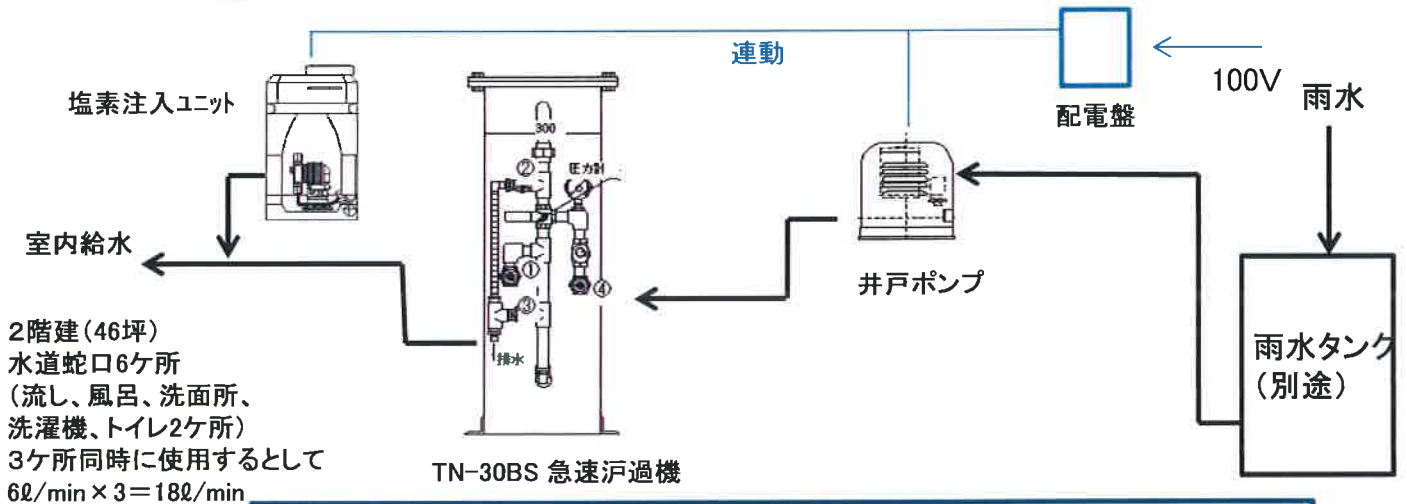 連動
100V
配電盤
雨水
塩素注入ユニット
300
②
圧力計
①
④
③
排水
室内給水
井戸ポンプ
雨水タンク
(別途)
2階建(46坪)
水道蛇口6ケ所
(流し、風呂、洗面所、
洗濯機、トイレ2ケ所)
3ケ所同時に使用するとして
6ℓ/min×3=18ℓ/min
TN-30BS 急速沪過機